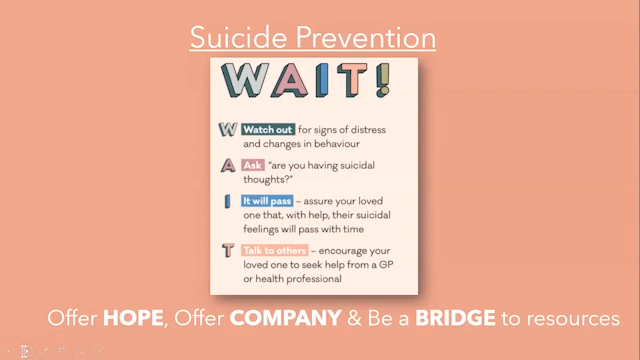 Suicide Prevention
WAIT!
W Watch out for signs of distress
and changes in behaviour
A Ask "are you having suicidal
thoughts?"
I It will pass – assure your loved
one that, with help, their suicidal
feelings will pass with time
T Talk to others – encourage your
loved one to seek help from a GP
or health professional
Offer HOPE, Offer COMPANY & Be a BRIDGE to resources